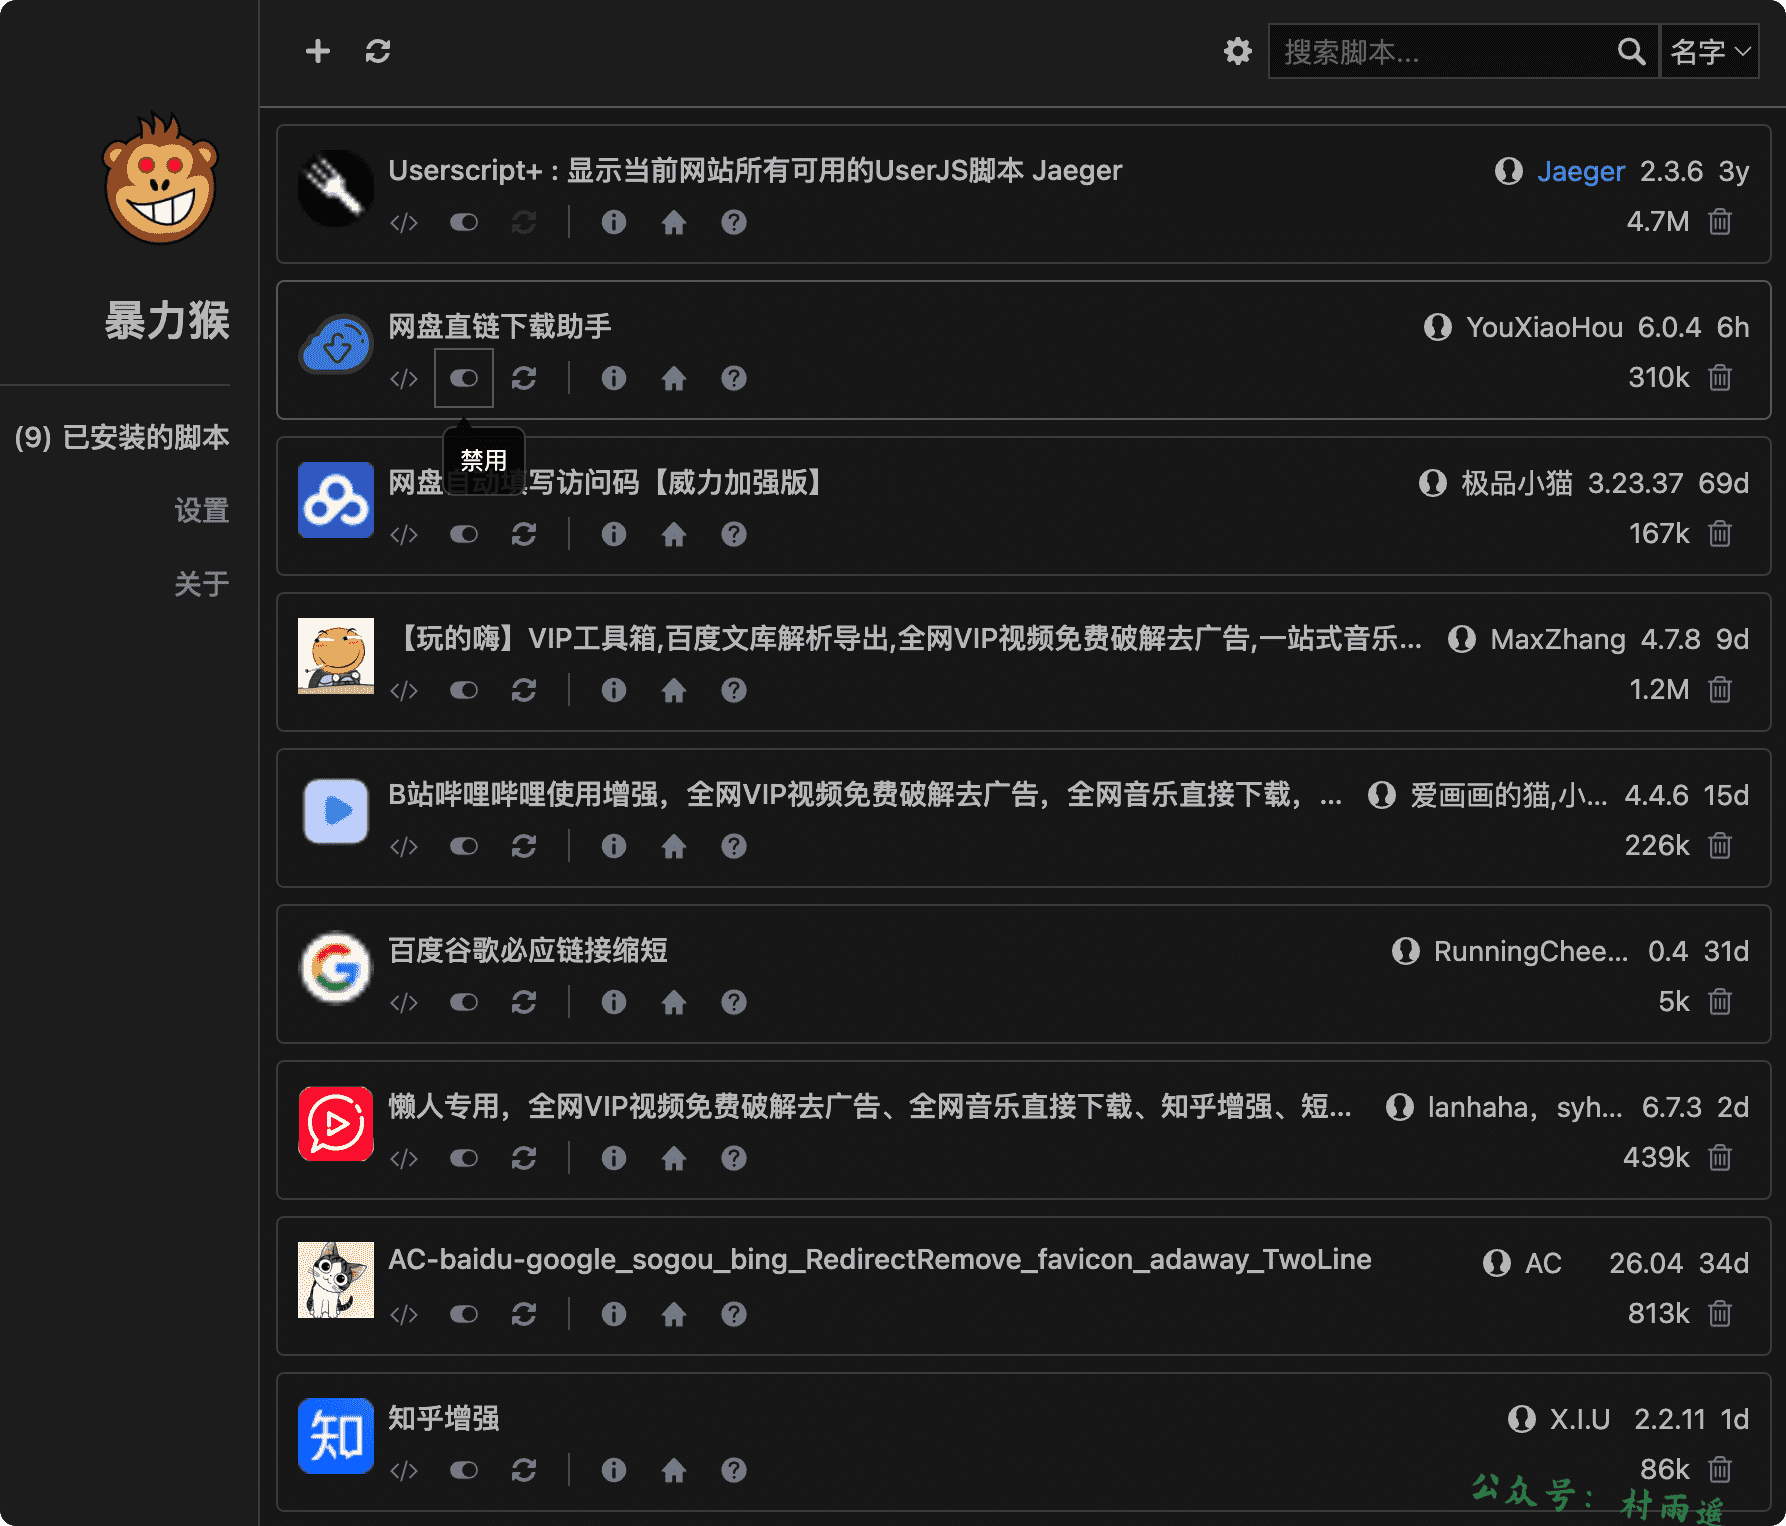 搜索脚本...
名字
暴力猴
(9) 已安装的脚本
设置
关于
Userscript+ : 显示当前网站所有可用的UserJS脚本 Jaeger
Jaeger 2.3.6 3y
4.7M
网盘直链下载助手
YouXiaoHou 6.0.4 6h
310k
禁用
网盘自动填写访问码【威力加强版】
极品小猫 3.23.37 69d
167k
【玩的嗨】VIP工具箱,百度文库解析导出,全网VIP视频免费破解去广告,一站式音乐...
MaxZhang 4.7.8 9d
1.2M
B站哔哩哔哩使用增强，全网VIP视频免费破解去广告，全网音乐直接下载，...
爱画画的猫,小... 4.4.6 15d
226k
百度谷歌必应链接缩短
RunningChee... 0.4 31d
5k
懒人专用，全网VIP视频免费破解去广告、全网音乐直接下载、知乎增强、短...
lanhaha，syh... 6.7.3 2d
439k
AC-baidu-google_sogou_bing_RedirectRemove_favicon_adaway_TwoLine
AC 26.04 34d
813k
知
知乎增强
X.I.U 2.2.11 1d
86k
公众号：村雨遥